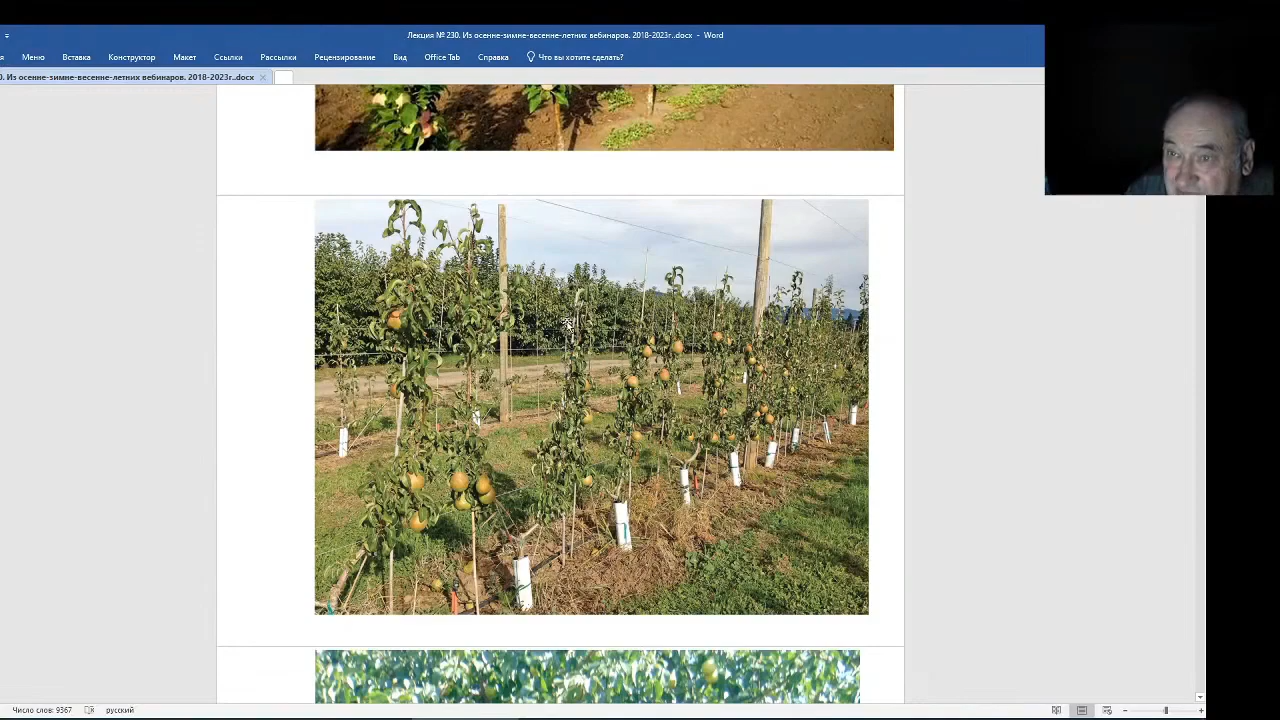 Лекция № 230. Из осенне-зимне-весенне-летних вебинаров. 2018-2023г..docx - Word
Меню Вставка Конструктор Макет Ссылки Рассылки Рецензирование Вид Office Tab Справка Что вы хотите сделать?
0. Из осенне-зимне-весенне-летних вебинаров. 2018-2023г..docx
Число слов: 9367 русский